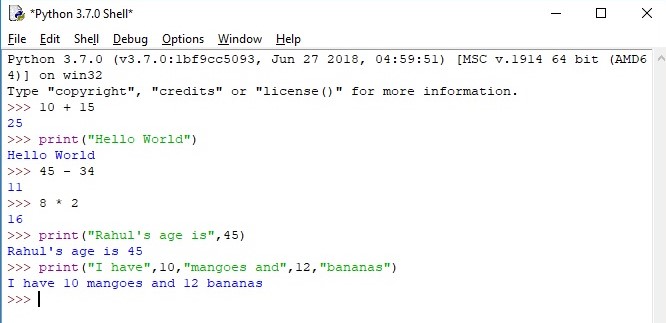 *Python 3.7.0 Shell*
File Edit Shell Debug Options Window Help
Python 3.7.0 (v3.7.0:1bf9cc5093, Jun 27 2018, 04:59:51) [MSC v.1914 64 bit (AMD6
4)] on win32
Type "copyright", "credits" or "license()" for more information.
>>> 10 + 15
25
>>> print("Hello World")
Hello World
>>> 45 - 34
11
>>> 8 * 2
16
>>> print("Rahul's age is",45)
Rahul's age is 45
>>> print("I have",10,"mangoes and",12,"bananas")
I have 10 mangoes and 12 bananas
>>>